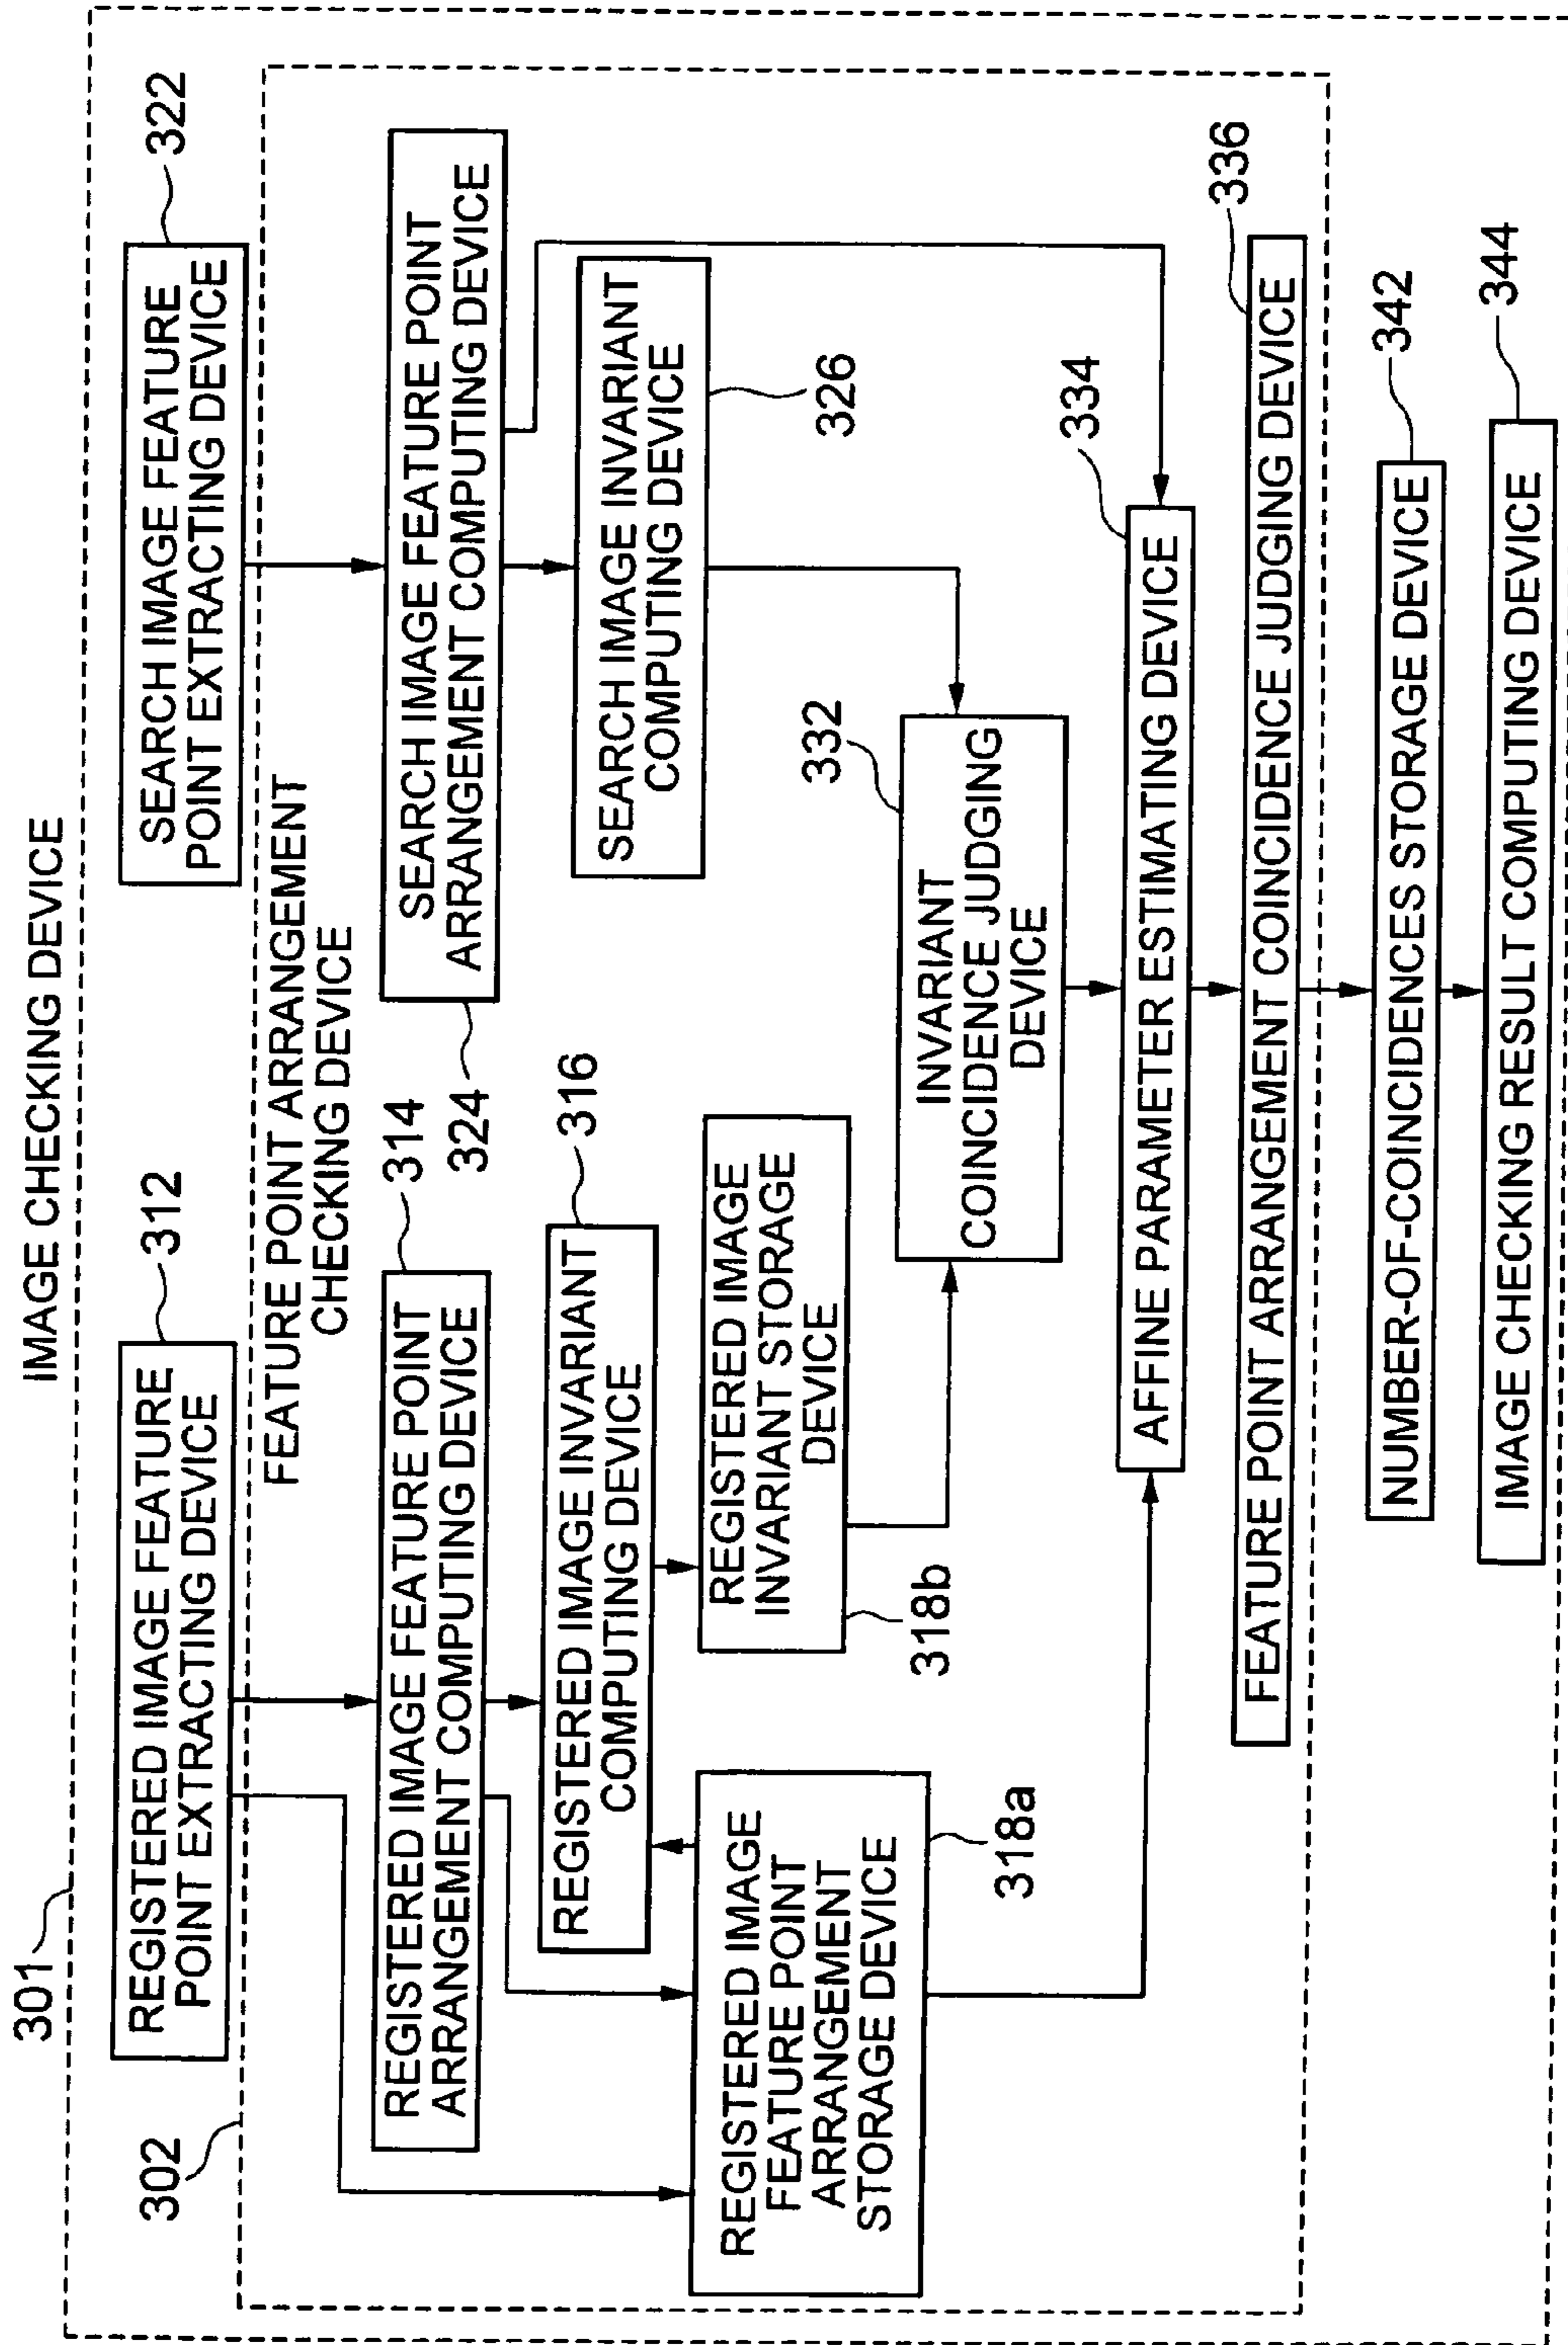 IMAGE CHECKING DEVICE
301
302
REGISTERED IMAGE FEATURE
POINT EXTRACTING DEVICE
312
SEARCH IMAGE FEATURE
POINT EXTRACTING DEVICE
322
FEATURE POINT ARRANGEMENT
CHECKING DEVICE
REGISTERED IMAGE FEATURE POINT
ARRANGEMENT COMPUTING DEVICE
314
SEARCH IMAGE FEATURE POINT
ARRANGEMENT COMPUTING DEVICE
324
REGISTERED IMAGE INVARIANT
COMPUTING DEVICE
316
SEARCH IMAGE INVARIANT
COMPUTING DEVICE
326
REGISTERED IMAGE
FEATURE POINT
ARRANGEMENT
STORAGE DEVICE
318a
REGISTERED IMAGE
INVARIANT STORAGE
DEVICE
318b
INVARIANT
COINCIDENCE JUDGING
DEVICE
332
AFFINE PARAMETER ESTIMATING DEVICE
334
FEATURE POINT ARRANGEMENT COINCIDENCE JUDGING DEVICE
336
NUMBER-OF-COINCIDENCES STORAGE DEVICE
342
IMAGE CHECKING RESULT COMPUTING DEVICE
344